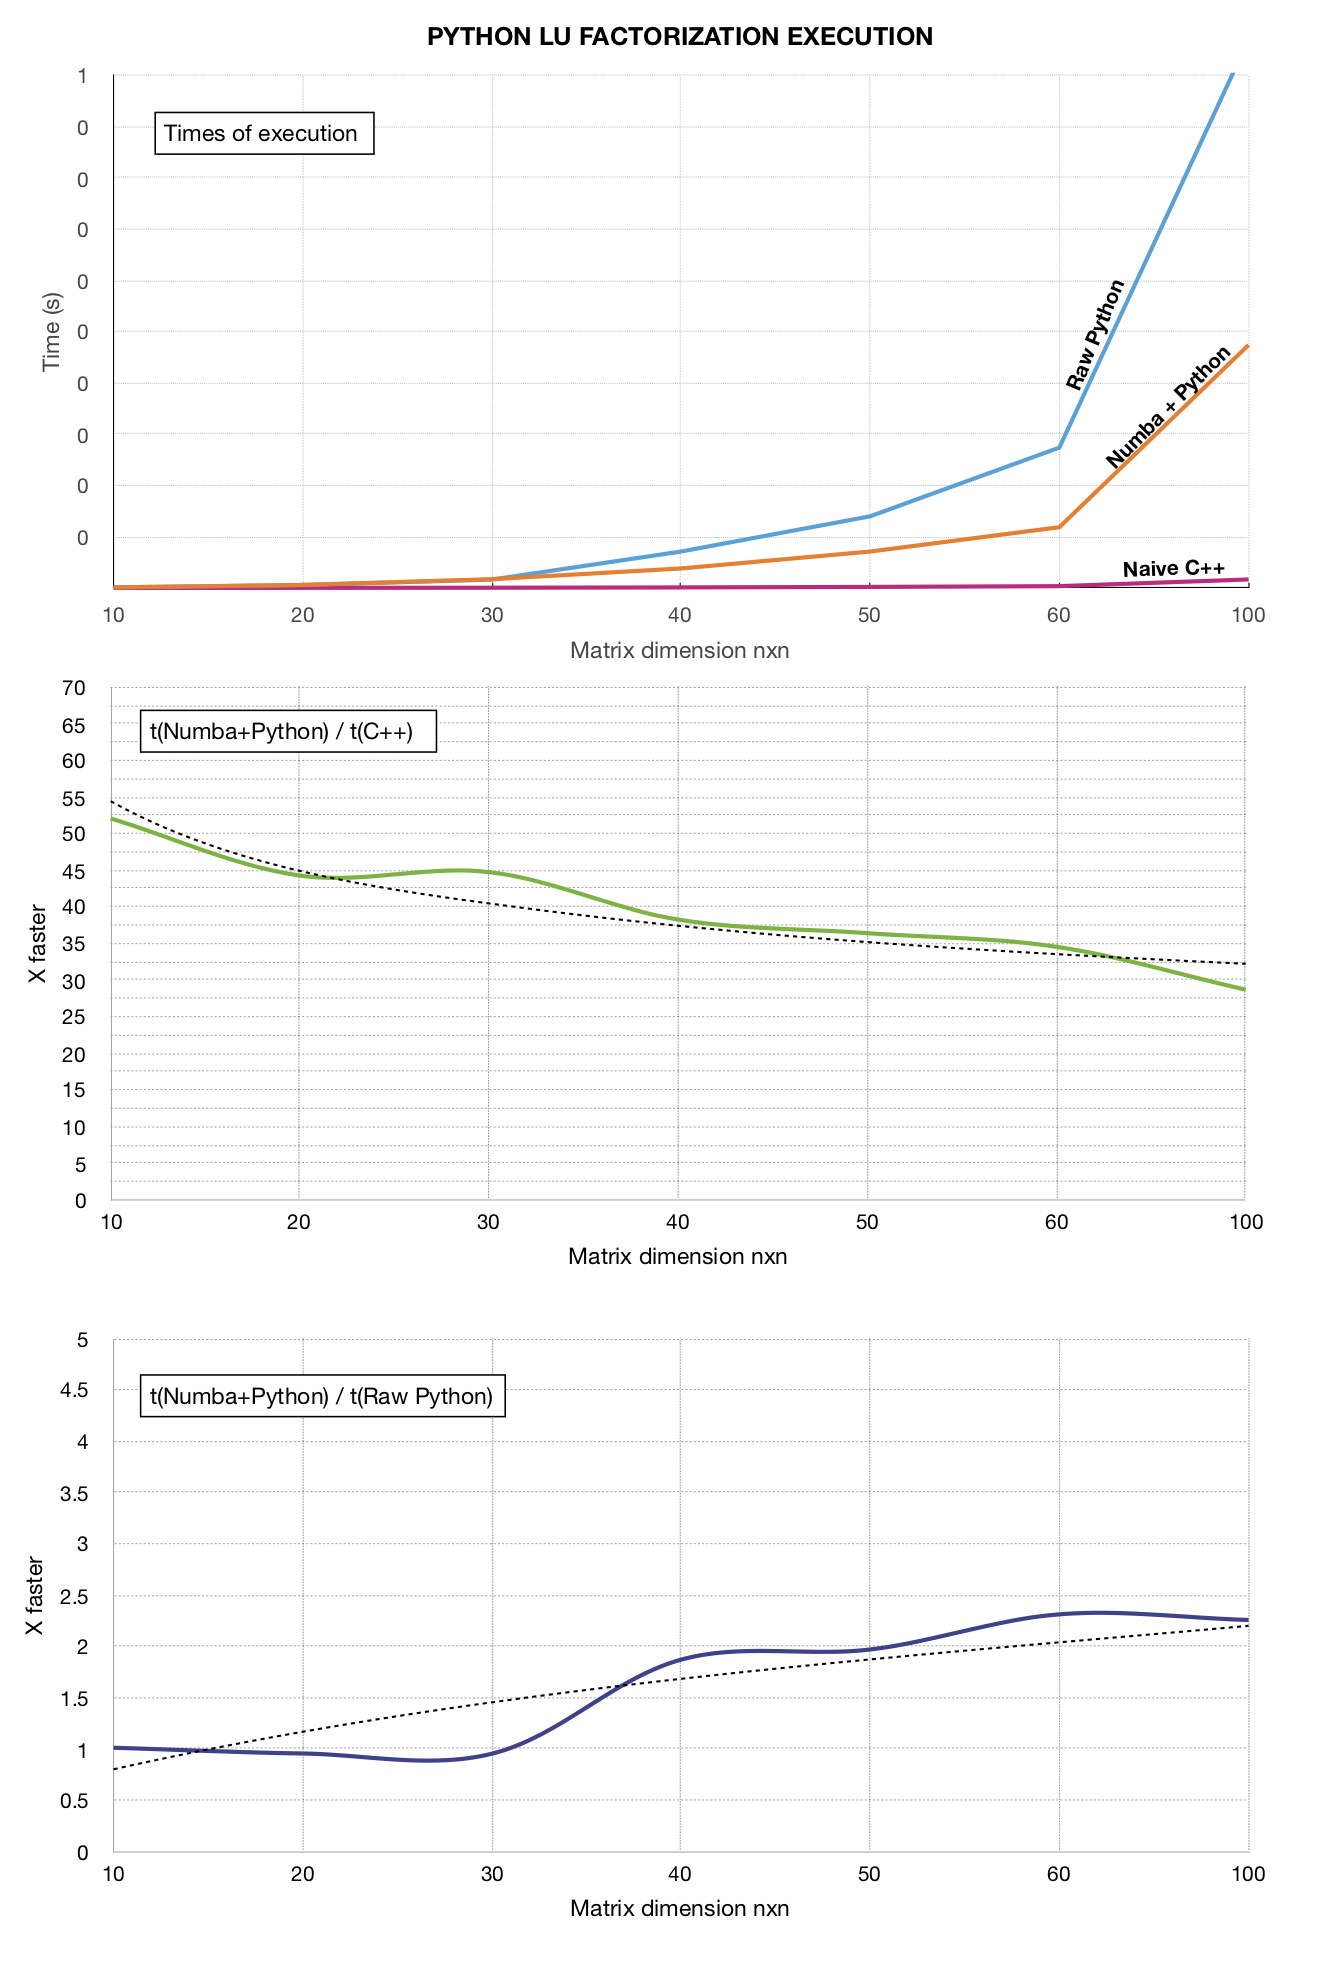 PYTHON LU FACTORIZATION EXECUTION
1
0
0
0
0
0
0
0
0
0
Times of execution
Time (s)
Raw Python
Numba + Python
Naive C++
10 20 30 40 50 60 100
Matrix dimension nxn
70
65
60
55
50
45
40
35
30
25
20
15
10
5
0
t(Numba+Python) / t(C++)
X faster
10 20 30 40 50 60 100
Matrix dimension nxn
5
4.5
4
3.5
3
2.5
2
1.5
1
0.5
0
t(Numba+Python) / t(Raw Python)
X faster
10 20 30 40 50 60 100
Matrix dimension nxn